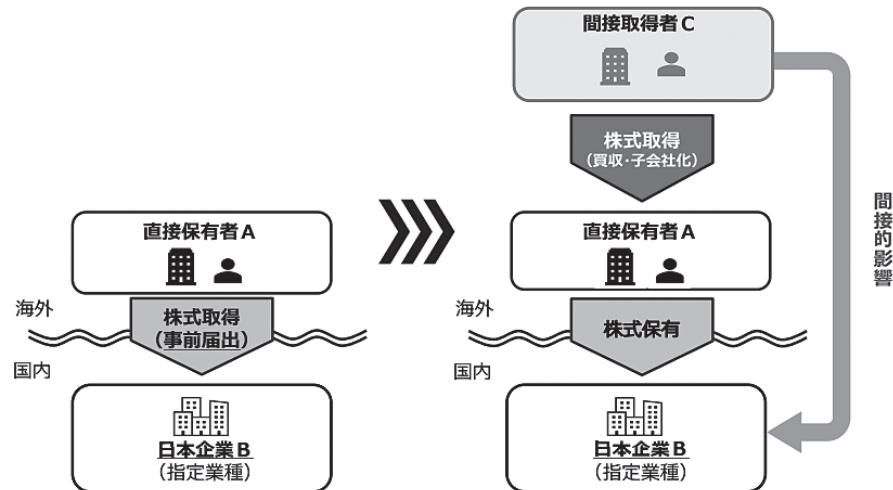 直接保有者A
海外
株式取得
(事前届出)
国内
日本企業B
(指定業種)
間接取得者C
株式取得
(買収・子会社化)
直接保有者A
海外
株式保有
国内
日本企業B
(指定業種)
間接的影響